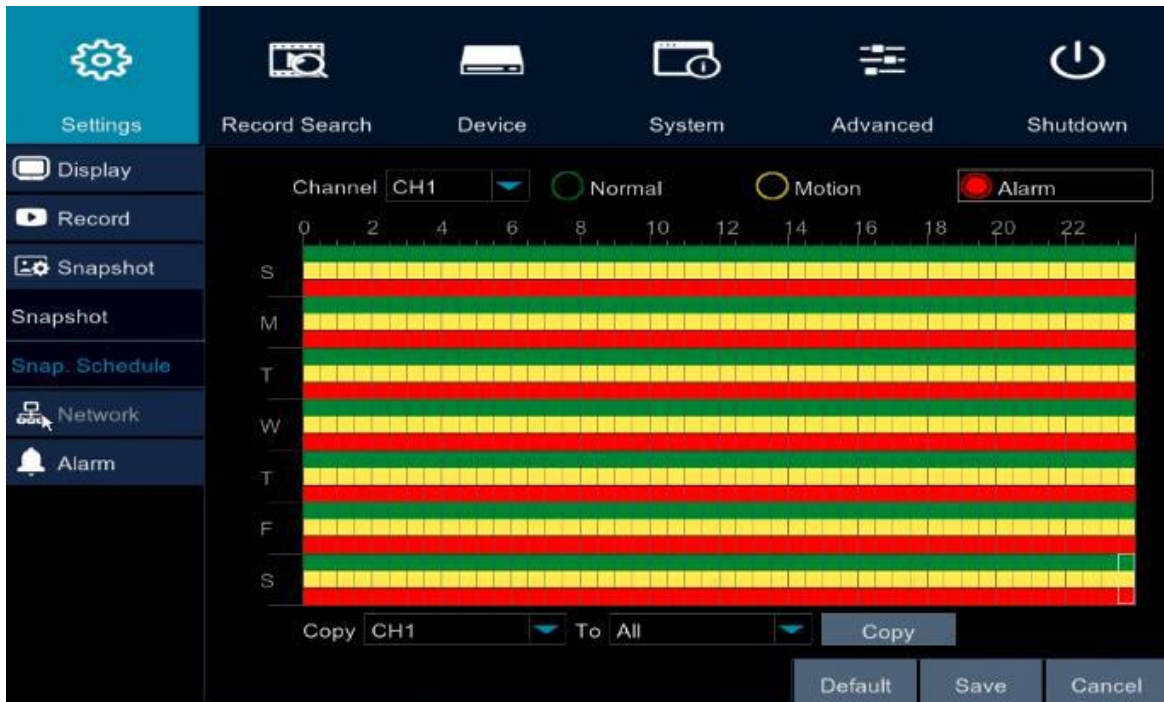 Settings Record Search Device System Advanced Shutdown
Display
Record
Snapshot
Snapshot
Snap. Schedule
Network
Alarm
Channel CH1 Normal Motion Alarm
0 2 4 6 8 10 12 14 16 18 20 22
S
M
T
W
T
F
S
Copy CH1 To All Copy
Default Save Cancel